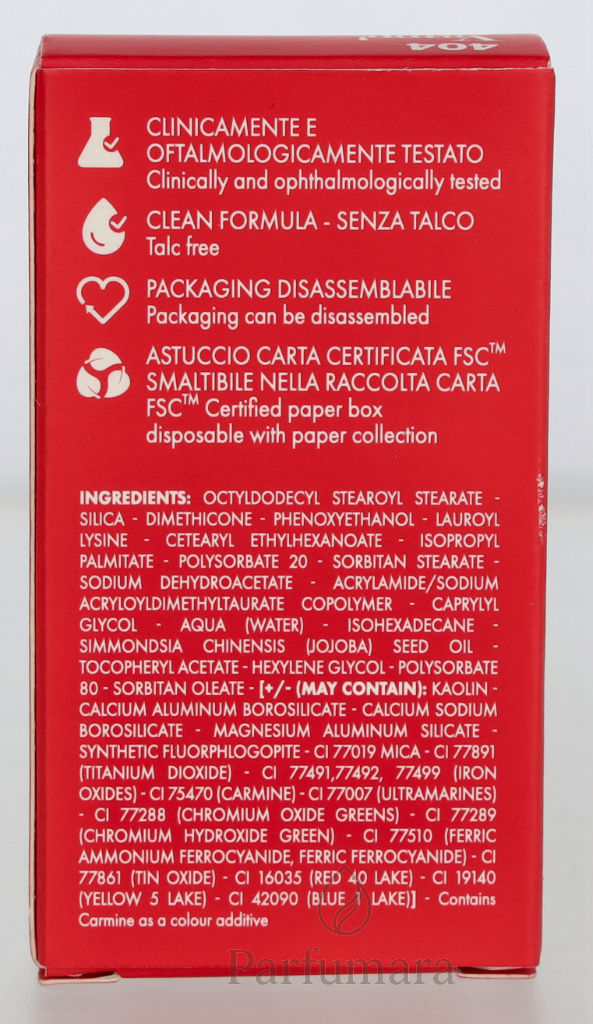 404
CLINICAMENTE E
OFTALMOLOGICAMENTE TESTATO
Clinically and ophthalmologically tested
CLEAN FORMULA - SENZA TALCO
Talc free
PACKAGING DISASSEMBLABILE
Packaging can be disassembled
ASTUCCIO CARTA CERTIFICATA FSC™
SMALTIBILE NELLA RACCOLTA CARTA
FSC™ Certified paper box
disposable with paper collection
INGREDIENTS: OCTYLDODECYL STEAROYL STEARATE -
SILICA - DIMETHICONE - PHENOXYETHANOL - LAUROYL
LYSINE - CETEARYL ETHYLHEXANOATE - ISOPROPYL
PALMITATE - POLYSORBATE 20 - SORBITAN STEARATE -
SODIUM DEHYDROACETATE - ACRYLAMIDE/SODIUM
ACRYLOYLDIMETHYLTAURATE COPOLYMER - CAPRYLYL
GLYCOL - AQUA (WATER) - ISOHEXADECANE -
SIMMONDSIA CHINENSIS (JOJOBA) SEED OIL -
TOCOPHERYL ACETATE - HEXYLENE GLYCOL - POLYSORBATE
80 - SORBITAN OLEATE - [+/- (MAY CONTAIN): KAOLIN -
CALCIUM ALUMINUM BOROSILICATE - CALCIUM SODIUM
BOROSILICATE - MAGNESIUM ALUMINUM SILICATE -
SYNTHETIC FLUORPHLOGOPITE - CI 77019 MICA - CI 77891
(TITANIUM DIOXIDE) - CI 77491,77492, 77499 (IRON
OXIDES) - CI 75470 (CARMINE) - CI 77007 (ULTRAMARINES)
- CI 77288 (CHROMIUM OXIDE GREENS) - CI 77289
(CHROMIUM HYDROXIDE GREEN) - CI 77510 (FERRIC
AMMONIUM FERROCYANIDE, FERRIC FERROCYANIDE) - CI
77861 (TIN OXIDE) - CI 16035 (RED 40 LAKE) - CI 19140
(YELLOW 5 LAKE) - CI 42090 (BLUE 1 LAKE)] - Contains
Carmine as a colour additive
Parfumara